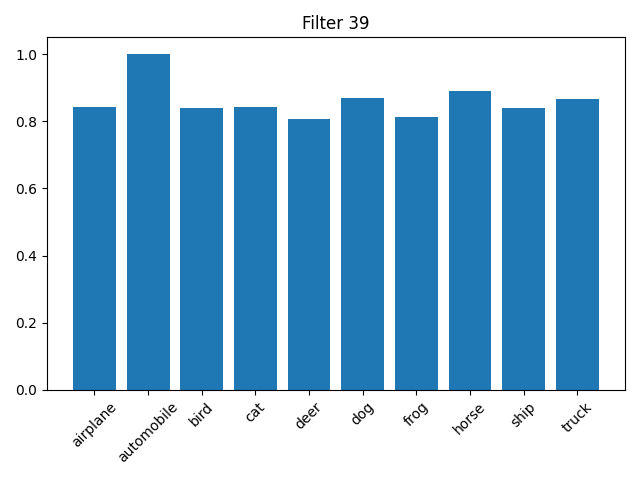 Filter 39
1.0
0.8
0.6
0.4
0.2
0.0
airplane
automobile
bird
cat
deer
dog
frog
horse
ship
truck